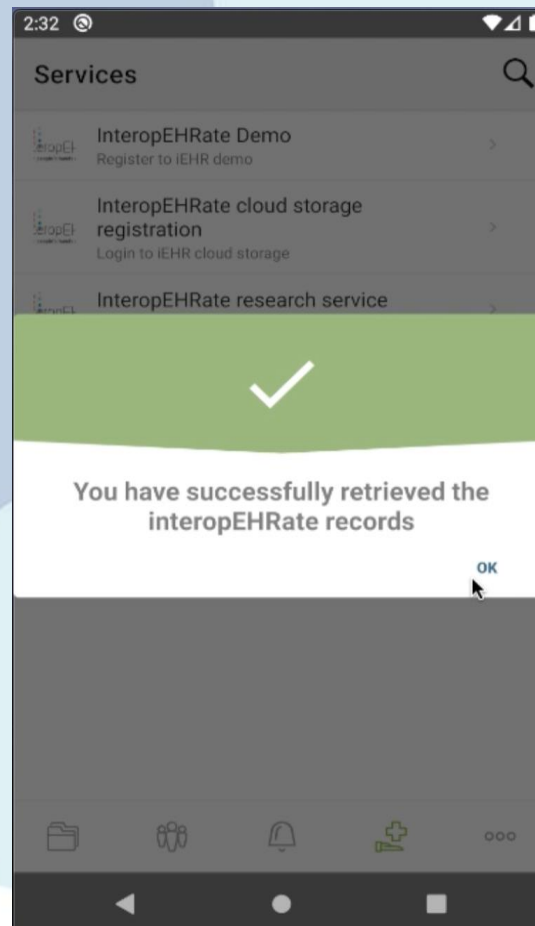 2:32
Services
InteropEHRate Demo
Register to iEHR demo
InteropEHRate cloud storage
registration
Login to iEHR cloud storage
InteropEHRate research service
You have successfully retrieved the
interopEHRate records
OK